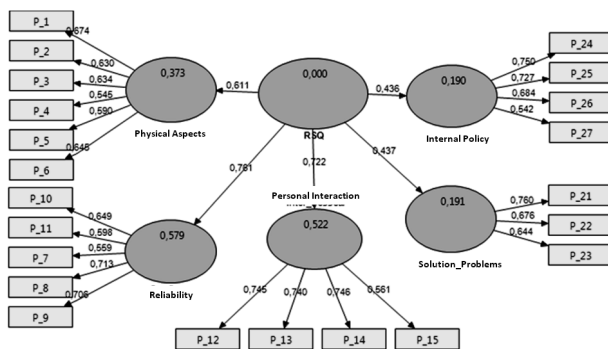 P_1
P_2
P_3
P_4
P_5
P_6
0,674
0,630
0,634
0,545
0,590
0,646
0,373
Physical Aspects
0,611
0,000
RSQ
0,436
0,190
Internal Policy
0,750
0,727
0,684
0,542
P_24
P_25
P_26
P_27
0,761
0,722
0,437
P_10
P_11
P_7
P_8
P_9
0,649
0,598
0,559
0,713
0,706
0,579
Reliability
Personal Interaction
0,522
0,745
0,740
0,746
0,561
P_12
P_13
P_14
P_15
0,191
Solution_Problems
0,760
0,676
0,644
P_21
P_22
P_23